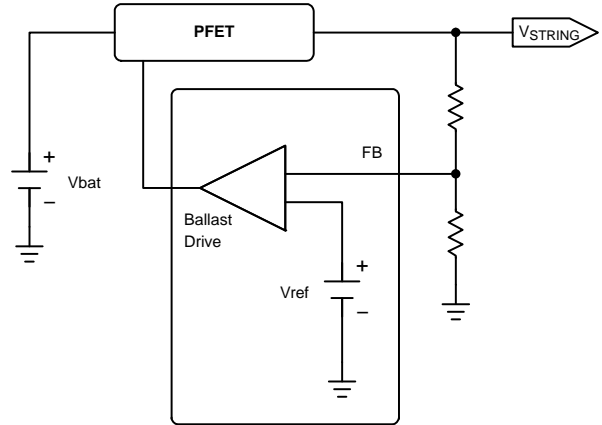 PFET
VSTRING
+
Vbat
−
FB
Ballast
Drive
+
Vref
−